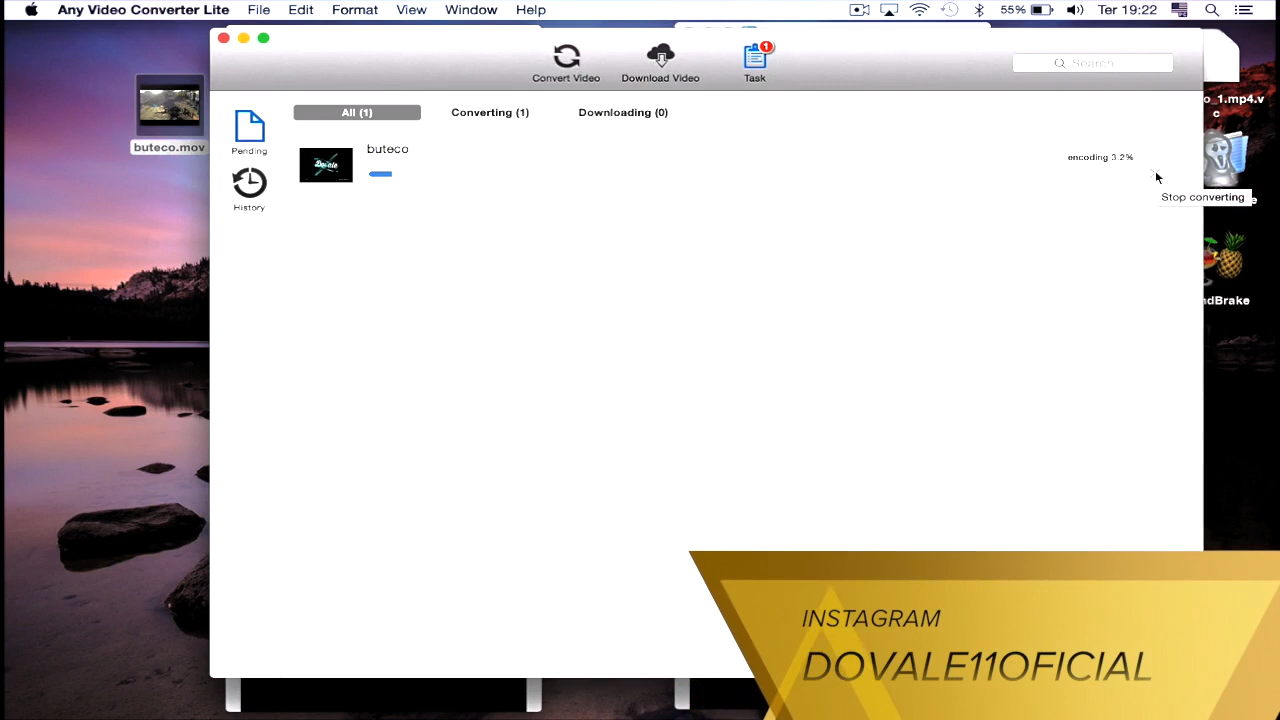 Any Video Converter Lite File Edit Format View Window Help 55% Ter 19:22
Convert Video Download Video Task 1 Search
All (1) Converting (1) Downloading (0)
Pending
History
buteco
encoding 3.2%
Stop converting
buteco.mov
o_1.mp4.v
c
e
ndBrake
Dovale
INSTAGRAM
DOVALE11OFICIAL